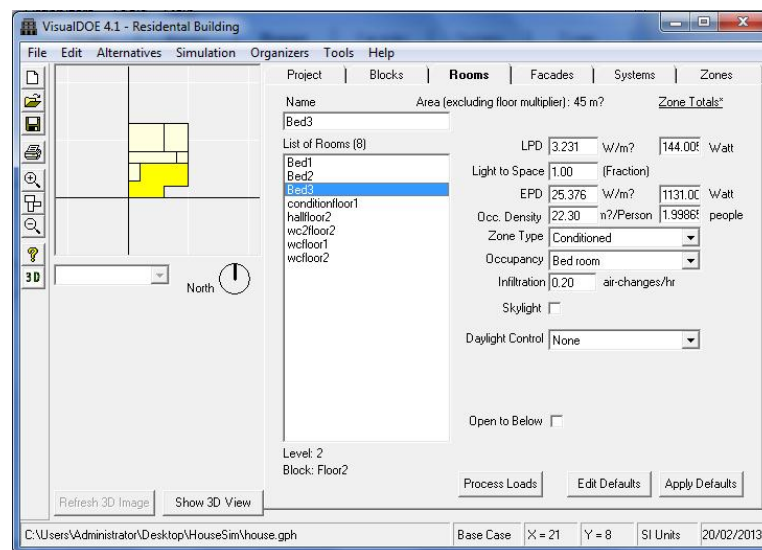 VisualDOE 4.1 - Residental Building
File Edit Alternatives Simulation Organizers Tools Help
Project Blocks Rooms Facades Systems Zones
Name Area (excluding floor multiplier): 45 m? Zone Totals*
Bed3
List of Rooms (8)
LPD 3.231 W/m? 144.005 Watt
Bed1
Light to Space 1.00 (Fraction)
Bed2
Bed3
EPD 25.376 W/m? 1131.00 Watt
conditionfloor1
hallfloor2
Occ. Density 22.30 n?/Person 1.99865 people
wc2floor2
Zone Type Conditioned
wcfloor1
wcfloor2
Occupancy Bed room
Infiltration 0.20 air-changes/hr
3D
North
Skylight
Daylight Control None
Open to Below
Level: 2
Block: Floor2
Process Loads Edit Defaults Apply Defaults
Refresh 3D Image Show 3D View
C:\Users\Administrator\Desktop\HouseSim\house.gph Base Case X = 21 Y = 8 SI Units 20/02/2013